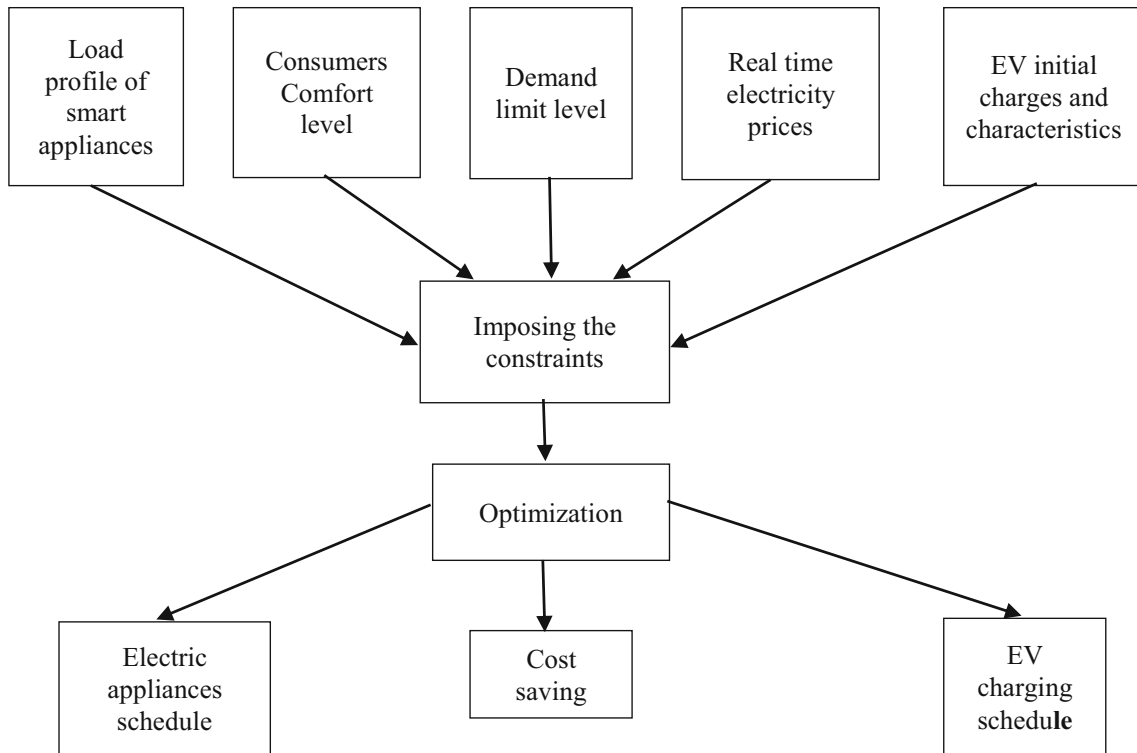 Load
profile of
smart
appliances
Consumers
Comfort
level
Demand
limit level
Real time
electricity
prices
EV initial
charges and
characteristics
Imposing the
constraints
Optimization
Electric
appliances
schedule
Cost
saving
EV
charging
schedule